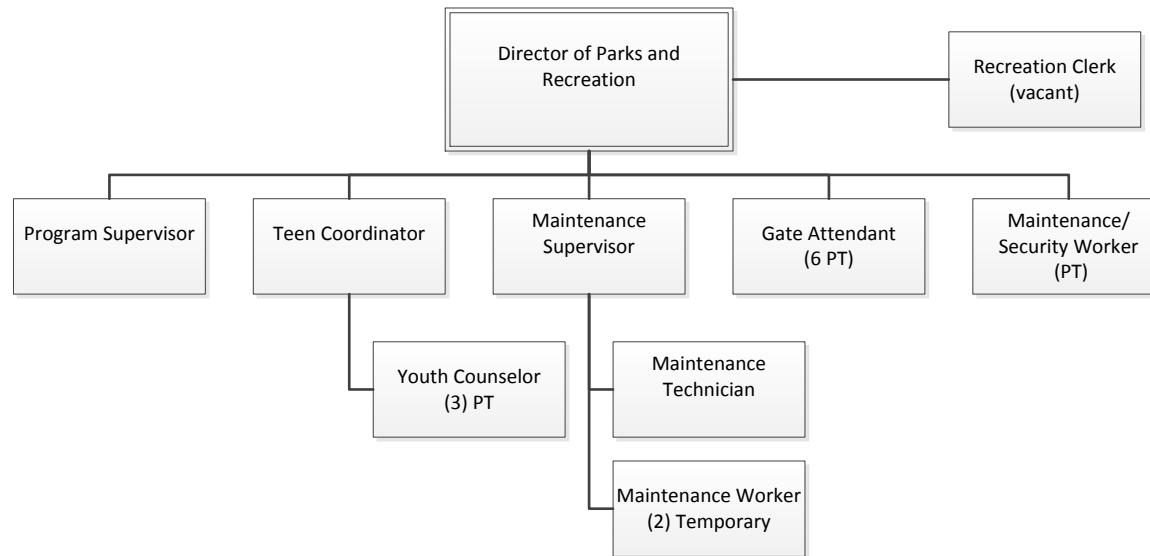 Director of Parks and
Recreation
Recreation Clerk
(vacant)
Program Supervisor
Teen Coordinator
Maintenance
Supervisor
Gate Attendant
(6 PT)
Maintenance/
Security Worker
(PT)
Youth Counselor
(3) PT
Maintenance
Technician
Maintenance Worker
(2) Temporary